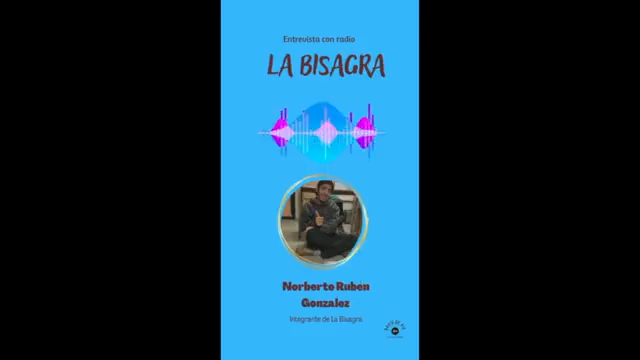 Entrevista con radio
LA BISAGRA
Norberto Ruben
Gonzalez
Integrante de La Bisagra